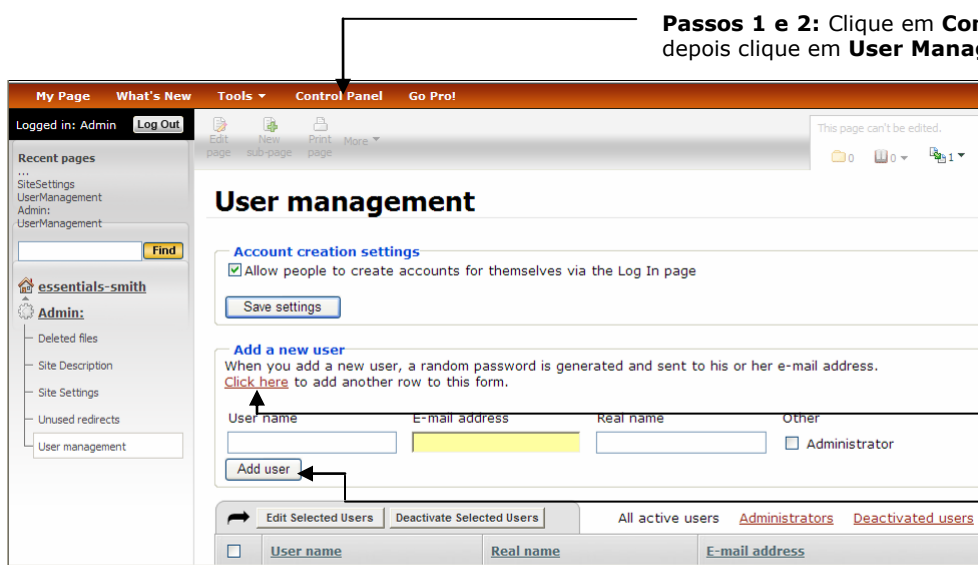 Passos 1 e 2: Clique em
depois clique em User
My Page What's New Tools Control Panel Go Pro!
Logged in: Admin Log Out
Edit page New sub-page Print page More
This page can't be edited.
0 0 1
Recent pages
...
SiteSettings
UserManagement
Admin:
UserManagement
Find
essentials-smith
Admin:
Deleted files
Site Description
Site Settings
Unused redirects
User management
User management
Account creation settings
Allow people to create accounts for themselves via the Log In page
Save settings
Add a new user
When you add a new user, a random password is generated and sent to his or her e-mail address.
Click here to add another row to this form.
User name E-mail address Real name Other
Administrator
Add user
Edit Selected Users Deactivate Selected Users All active users Administrators Deactivated users
User name Real name E-mail address